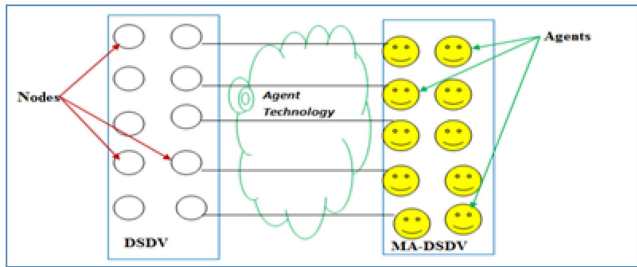 Agents
Nodes
Agent
Technology
DSDV
MA-DSDV